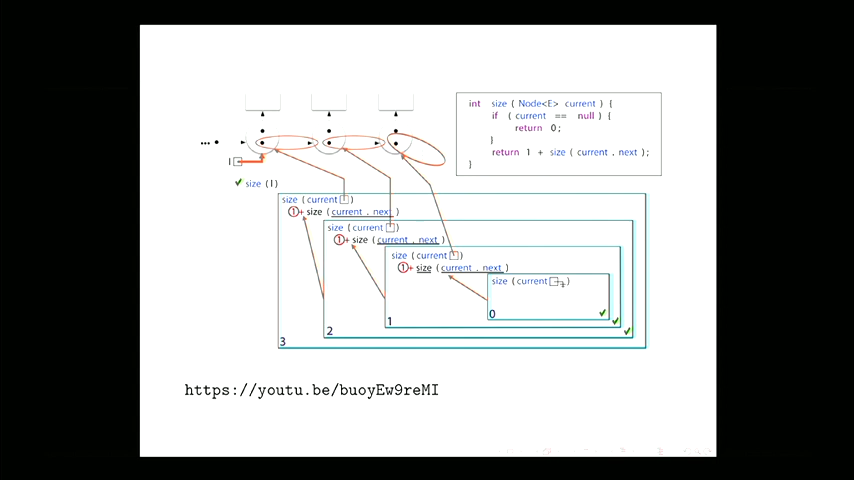 int size ( Node<E> current ) {
if ( current == null ) {
return 0;
}
return 1 + size ( current . next );
}
l
size (l)
size (current )
1+ size (current . next )
size (current )
1+ size (current . next )
size (current )
1+ size (current . next )
size (current )
0
1
2
3
https://youtu.be/buoyEw9reMI